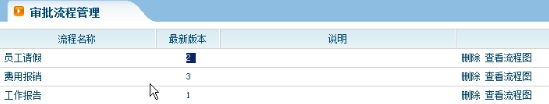 审批流程管理
流程名称 最新版本 说明
员工请假 2 删除 查看流程图
费用报销 3 删除 查看流程图
工作报告 1 删除 查看流程图